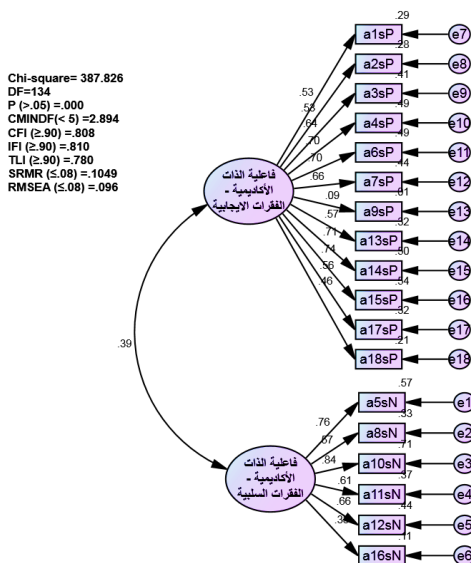 Chi-square= 387.826
DF=134
P (>.05) =.000
CMINDF(< 5) =2.894
CFI (≥.90) =.808
IFI (≥.90) =.810
TLI (≥.90) =.780
SRMR (≤.08) =.1049
RMSEA (≤.08) =.096
فاعلية الذات
الأكاديمية -
الفقرات الايجابية
.29
a1sP
e7
.53
.28
a2sP
e8
.53
.41
a3sP
e9
.64
.49
a4sP
e10
.70
.49
a6sP
e11
.70
.44
a7sP
e12
.66
.01
a9sP
e13
.09
.32
a13sP
e14
.57
.50
a14sP
e15
.71
.54
a15sP
e16
.74
.32
a17sP
e17
.56
.21
a18sP
e18
.46
.39
فاعلية الذات
الأكاديمية -
الفقرات السلبية
.57
a5sN
e1
.76
.33
a8sN
e2
.57
.71
a10sN
e3
.84
.37
a11sN
e4
.61
.44
a12sN
e5
.66
.11
a16sN
e6